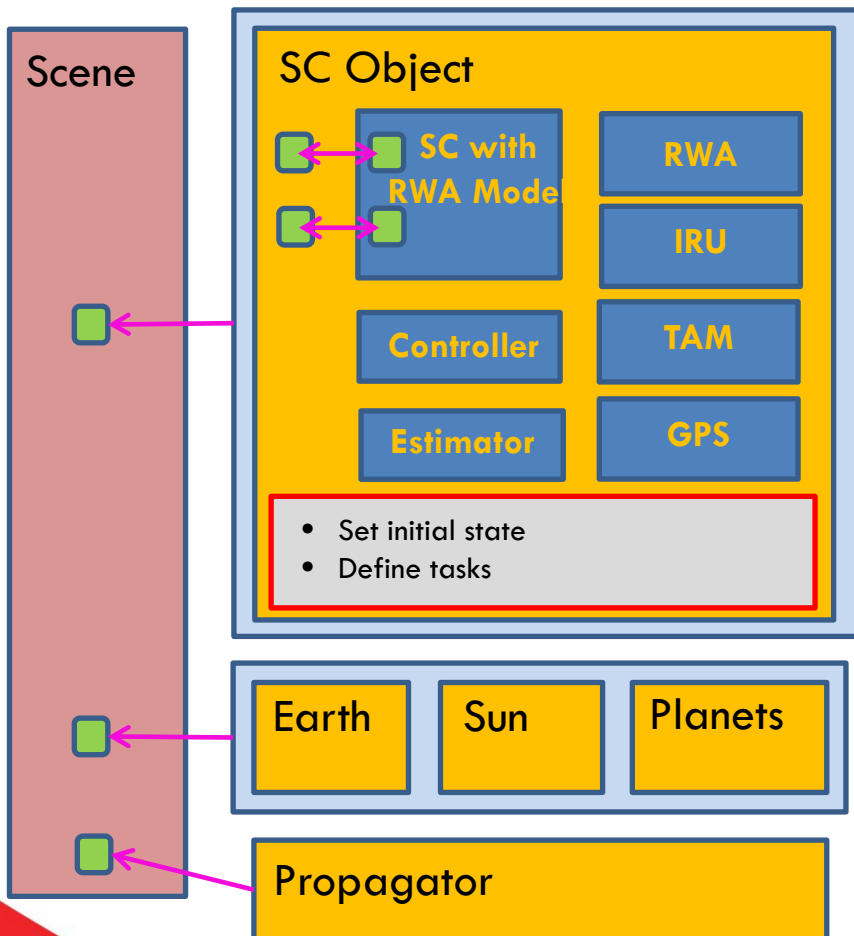 Scene
SC Object
SC with
RWA Model
RWA
IRU
Controller
TAM
Estimator
GPS
• Set initial state
• Define tasks
Earth
Sun
Planets
Propagator